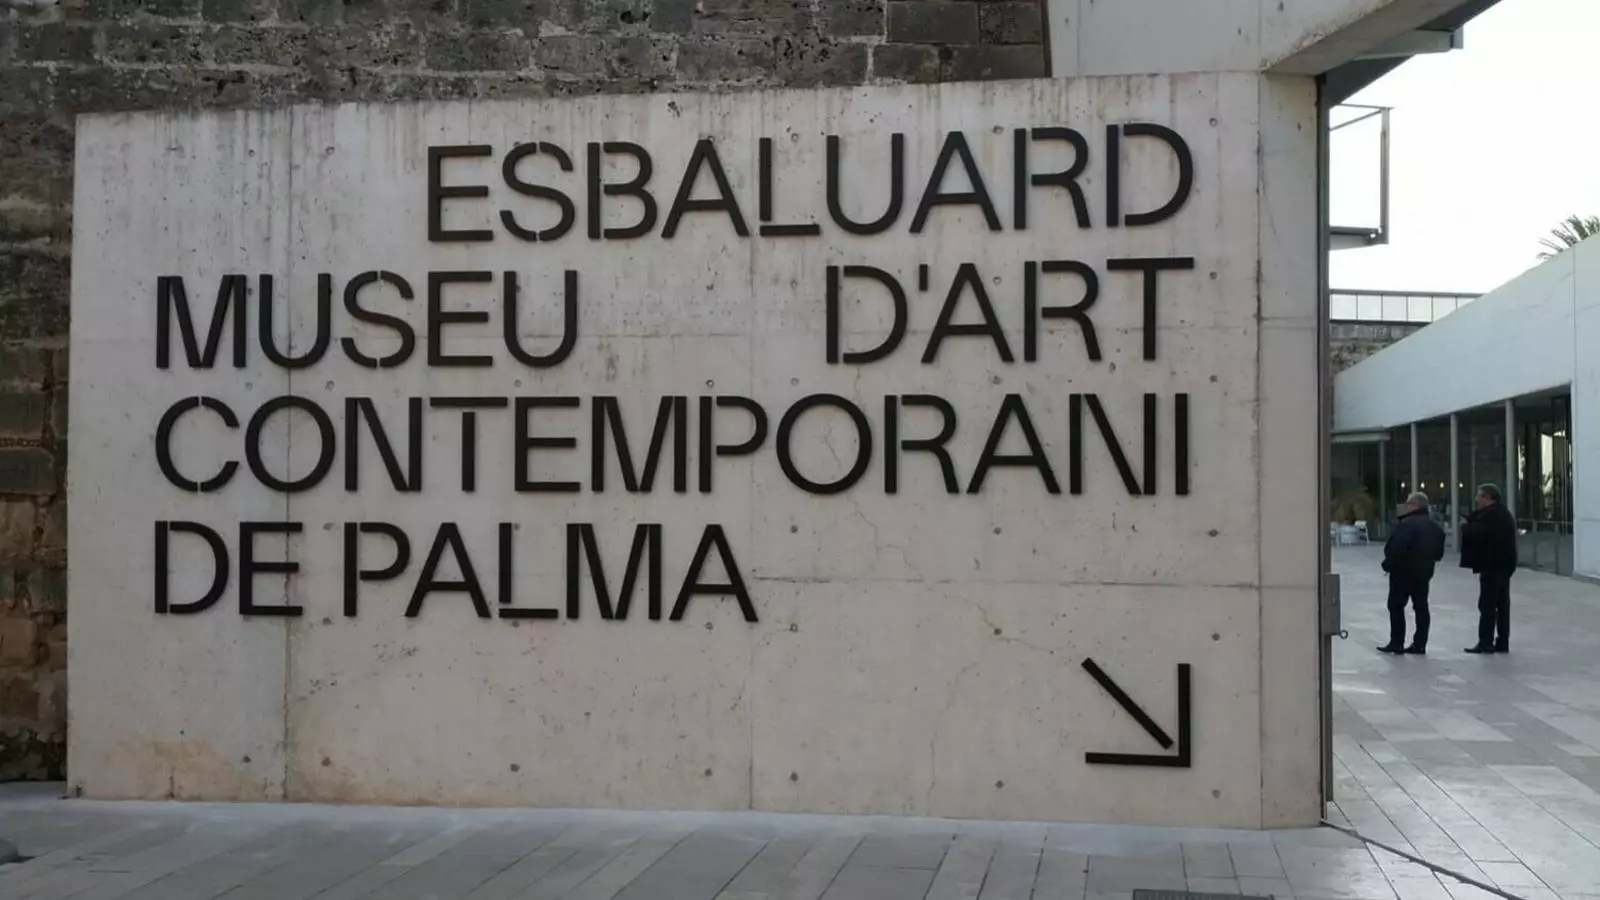 ESBALUARD
MUSEU D'ART
CONTEMPORANI
DE PALMA